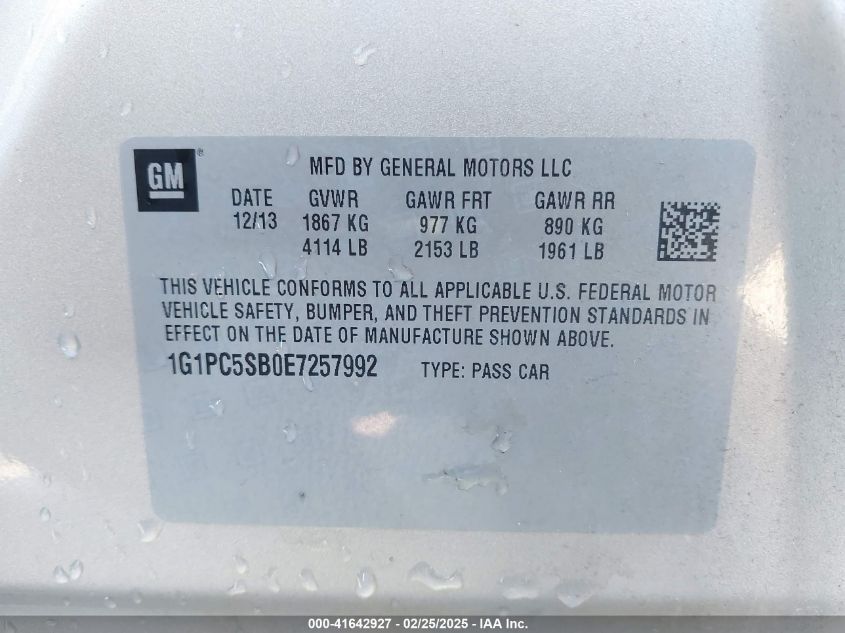 GM®
MFD BY GENERAL MOTORS LLC
DATE GVWR GAWR FRT GAWR RR
12/13 1867 KG 977 KG 890 KG
4114 LB 2153 LB 1961 LB
THIS VEHICLE CONFORMS TO ALL APPLICABLE U.S. FEDERAL MOTOR
VEHICLE SAFETY, BUMPER, AND THEFT PREVENTION STANDARDS IN
EFFECT ON THE DATE OF MANUFACTURE SHOWN ABOVE.
1G1PC5SB0E7257992 TYPE: PASS CAR
000-41642927 - 02/25/2025 - IAA Inc.